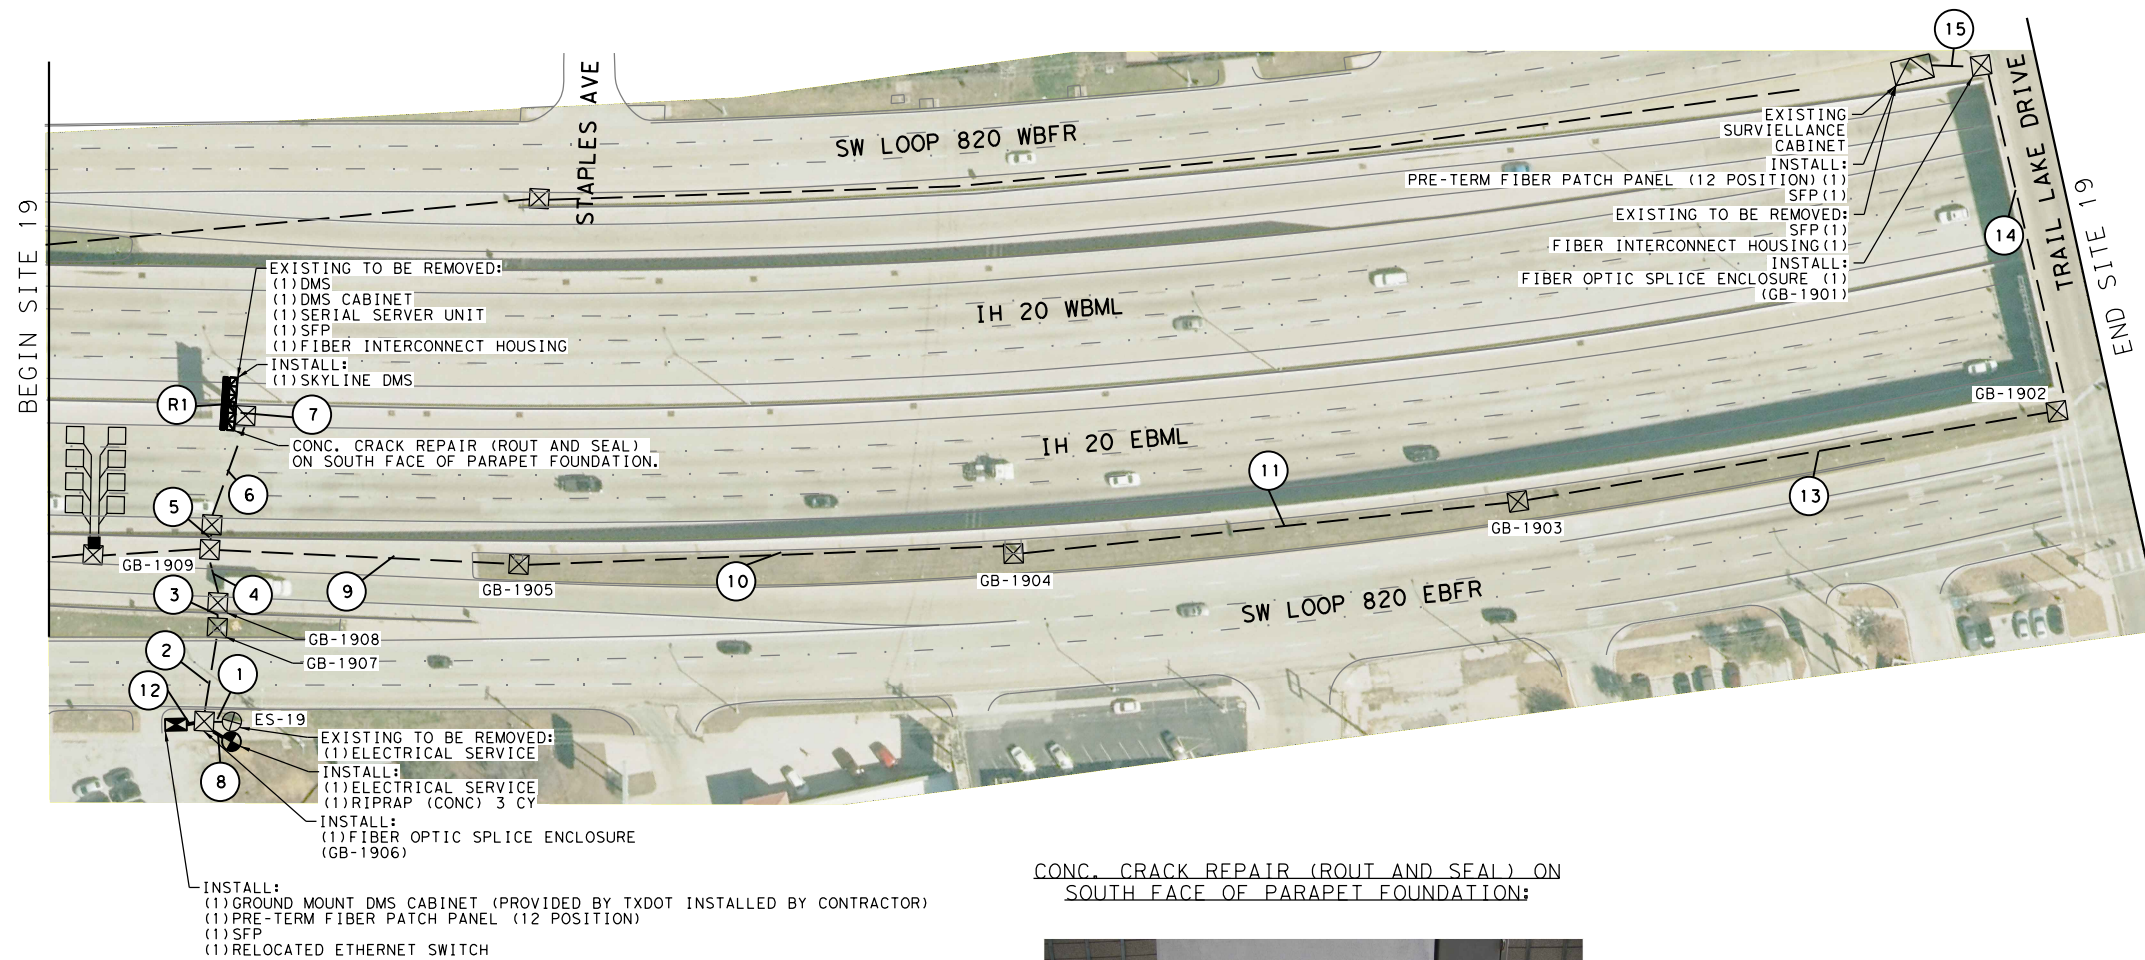 15
EXISTING
SURVIELLANCE
CABINET
INSTALL:
PRE-TERM FIBER PATCH PANEL (12 POSITION)(1)
SFP(1)
EXISTING TO BE REMOVED:
SFP(1)
FIBER INTERCONNECT HOUSING(1)
INSTALL:
FIBER OPTIC SPLICE ENCLOSURE (1)
(GB-1901)
14
TRAIL LAKE DRIVE
END SITE 19
BEGIN SITE 19
STAPLES AVE
SW LOOP 820 WBFR
IH 20 WBML
IH 20 EBML
SW LOOP 820 EBFR
EXISTING TO BE REMOVED:
(1)DMS
(1)DMS CABINET
(1)SERIAL SERVER UNIT
(1)SFP
(1)FIBER INTERCONNECT HOUSING
INSTALL:
(1)SKYLINE DMS
R1
7
CONC. CRACK REPAIR (ROUT AND SEAL)
ON SOUTH FACE OF PARAPET FOUNDATION.
6
5
GB-1902
11
13
GB-1903
GB-1909
GB-1905
10
GB-1904
9
3
4
GB-1908
GB-1907
2
1
12
ES-19
8
EXISTING TO BE REMOVED:
(1)ELECTRICAL SERVICE
INSTALL:
(1)ELECTRICAL SERVICE
(1)RIPRAP (CONC) 3 CY
INSTALL:
(1)FIBER OPTIC SPLICE ENCLOSURE
(GB-1906)
INSTALL:
(1)GROUND MOUNT DMS CABINET (PROVIDED BY TXDOT INSTALLED BY CONTRACTOR)
(1)PRE-TERM FIBER PATCH PANEL (12 POSITION)
(1)SFP
(1)RELOCATED ETHERNET SWITCH
CONC. CRACK REPAIR (ROUT AND SEAL) ON
SOUTH FACE OF PARAPET FOUNDATION: